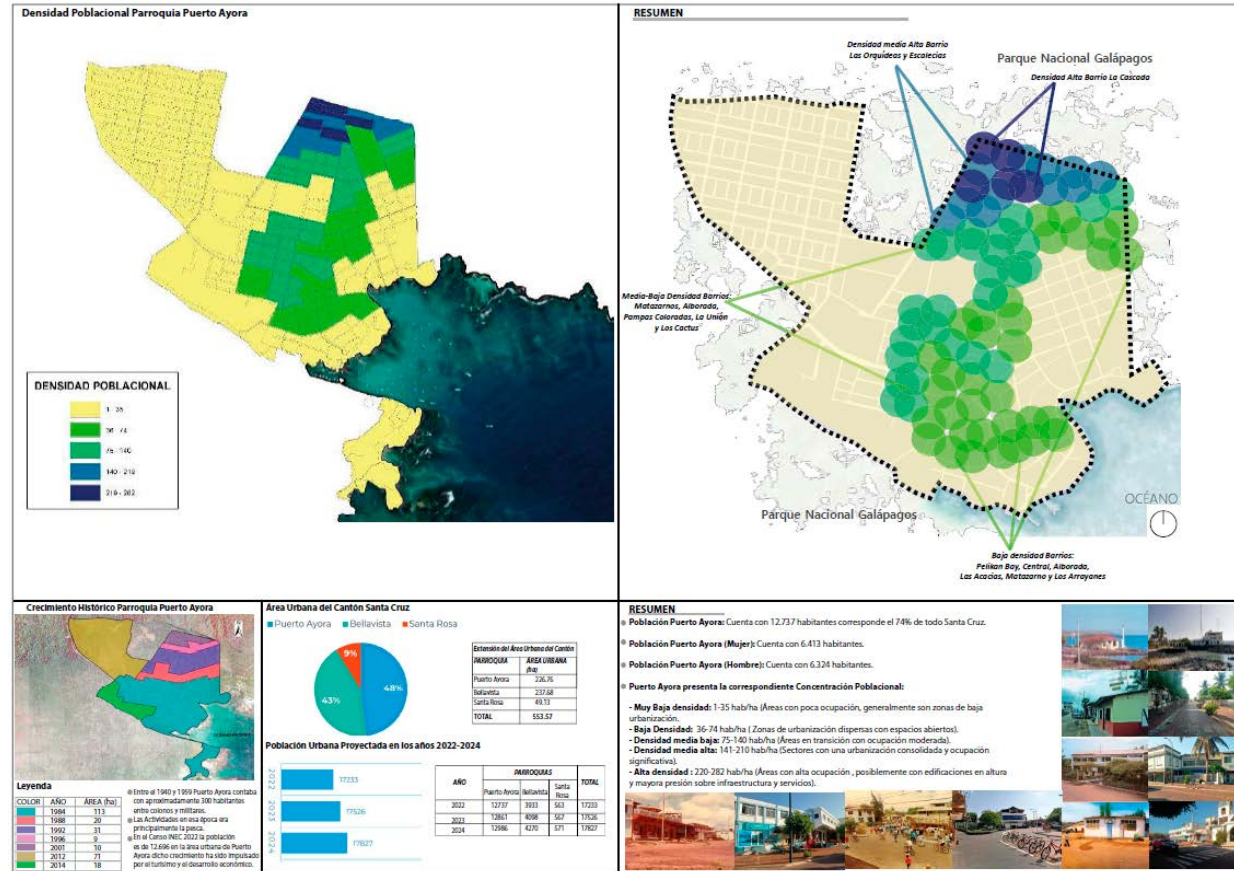 Densidad Poblacional Parroquia Puerto Ayora
DENSIDAD POBLACIONAL
1 - 35
36 - 74
75 - 140
140 - 219
219 - 282
RESUMEN
Densidad media Alta Barrio
Las Orquídeas y Escalecias
Parque Nacional Galápagos
Densidad Alta Barrio La Cascada
Media-Baja Densidad Barrios:
Matazarnos, Alborada,
Pampas Coloradas, La Unión
y Los Cactus
OCÉANO
Parque Nacional Galápagos
Baja densidad Barrios:
Pelikan Bay, Central, Alborada,
Las Acacias, Matazarno y Los Arrayanes
Crecimiento Histórico Parroquia Puerto Ayora
Leyenda
COLOR AÑO ÁREA (ha)
1984 113
1988 20
1992 31
1996 9
2001 10
2012 71
2014 18
Entre el 1940 y 1959 Puerto Ayora contaba
con aproximadamente 300 habitantes
entre colonos y militares.
Las Actividades en esa época era
principalmente la pesca.
En el Censo INEC 2022 la población
es de 12.696 en la área urbana de Puerto
Ayora dicho crecimiento ha sido impulsado
por el turismo y el desarrollo económico.
Área Urbana del Cantón Santa Cruz
Puerto Ayora Bellavista Santa Rosa
9%
43%
48%
Extensión del Área Urbana del Cantón
PARROQUIA ÁREA URBANA
(ha)
Puerto Ayora 226.76
Bellavista 237.68
Santa Rosa 49.13
TOTAL 553.57
Población Urbana Proyectada en los años 2022-2024
2022 17233
2023 17526
2024 17827
AÑO PARROQUIAS TOTAL
Puerto Ayora Bellavista Santa
Rosa
2022 12737 3933 563 17233
2023 12861 4098 567 17526
2024 12986 4270 571 17827
RESUMEN
Población Puerto Ayora: Cuenta con 12.737 habitantes corresponde el 74% de todo Santa Cruz.
Población Puerto Ayora (Mujer): Cuenta con 6.413 habitantes.
Población Puerto Ayora (Hombre): Cuenta con 6.324 habitantes.
Puerto Ayora presenta la correspondiente Concentración Poblacional:
- Muy Baja densidad: 1-35 hab/ha (Áreas con poca ocupación, generalmente son zonas de baja
urbanización.
- Baja Densidad: 36-74 hab/ha ( Zonas de urbanización dispersas con espacios abiertos).
- Densidad media baja: 75-140 hab/ha (Áreas en transición con ocupación moderada).
- Densidad media alta: 141-210 hab/ha (Sectores con una urbanización consolidada y ocupación
significativa).
- Alta densidad : 220-282 hab/ha (Áreas con alta ocupación , posiblemente con edificaciones en altura
y mayora presión sobre infraestructura y servicios).